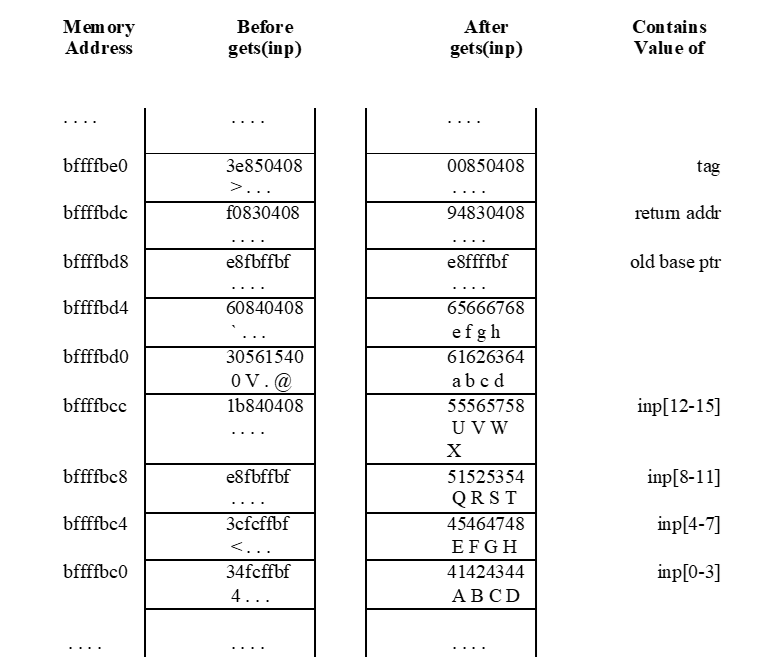 Memory Address
Before gets(inp)
After gets(inp)
Contains Value of
. . . . . . . . . . . .
bffffbe0 3e850408 00850408 tag
> . . . . . . .
bffffbdc f0830408 94830408 return addr
. . . . . . . .
bffffbd8 e8fbffbf e8ffffbf old base ptr
. . . . . . . .
bffffbd4 60840408 65666768
` . . . e f g h
bffffbd0 30561540 61626364
0 V . @ a b c d
bffffbcc 1b840408 55565758 inp[12-15]
. . . . U V W
X
bffffbc8 e8fbffbf 51525354 inp[8-11]
. . . . Q R S T
bffffbc4 3cfcffbf 45464748 inp[4-7]
< . . . E F G H
bffffbc0 34fcffbf 41424344 inp[0-3]
4 . . . A B C D
. . . . . . . . . . . .